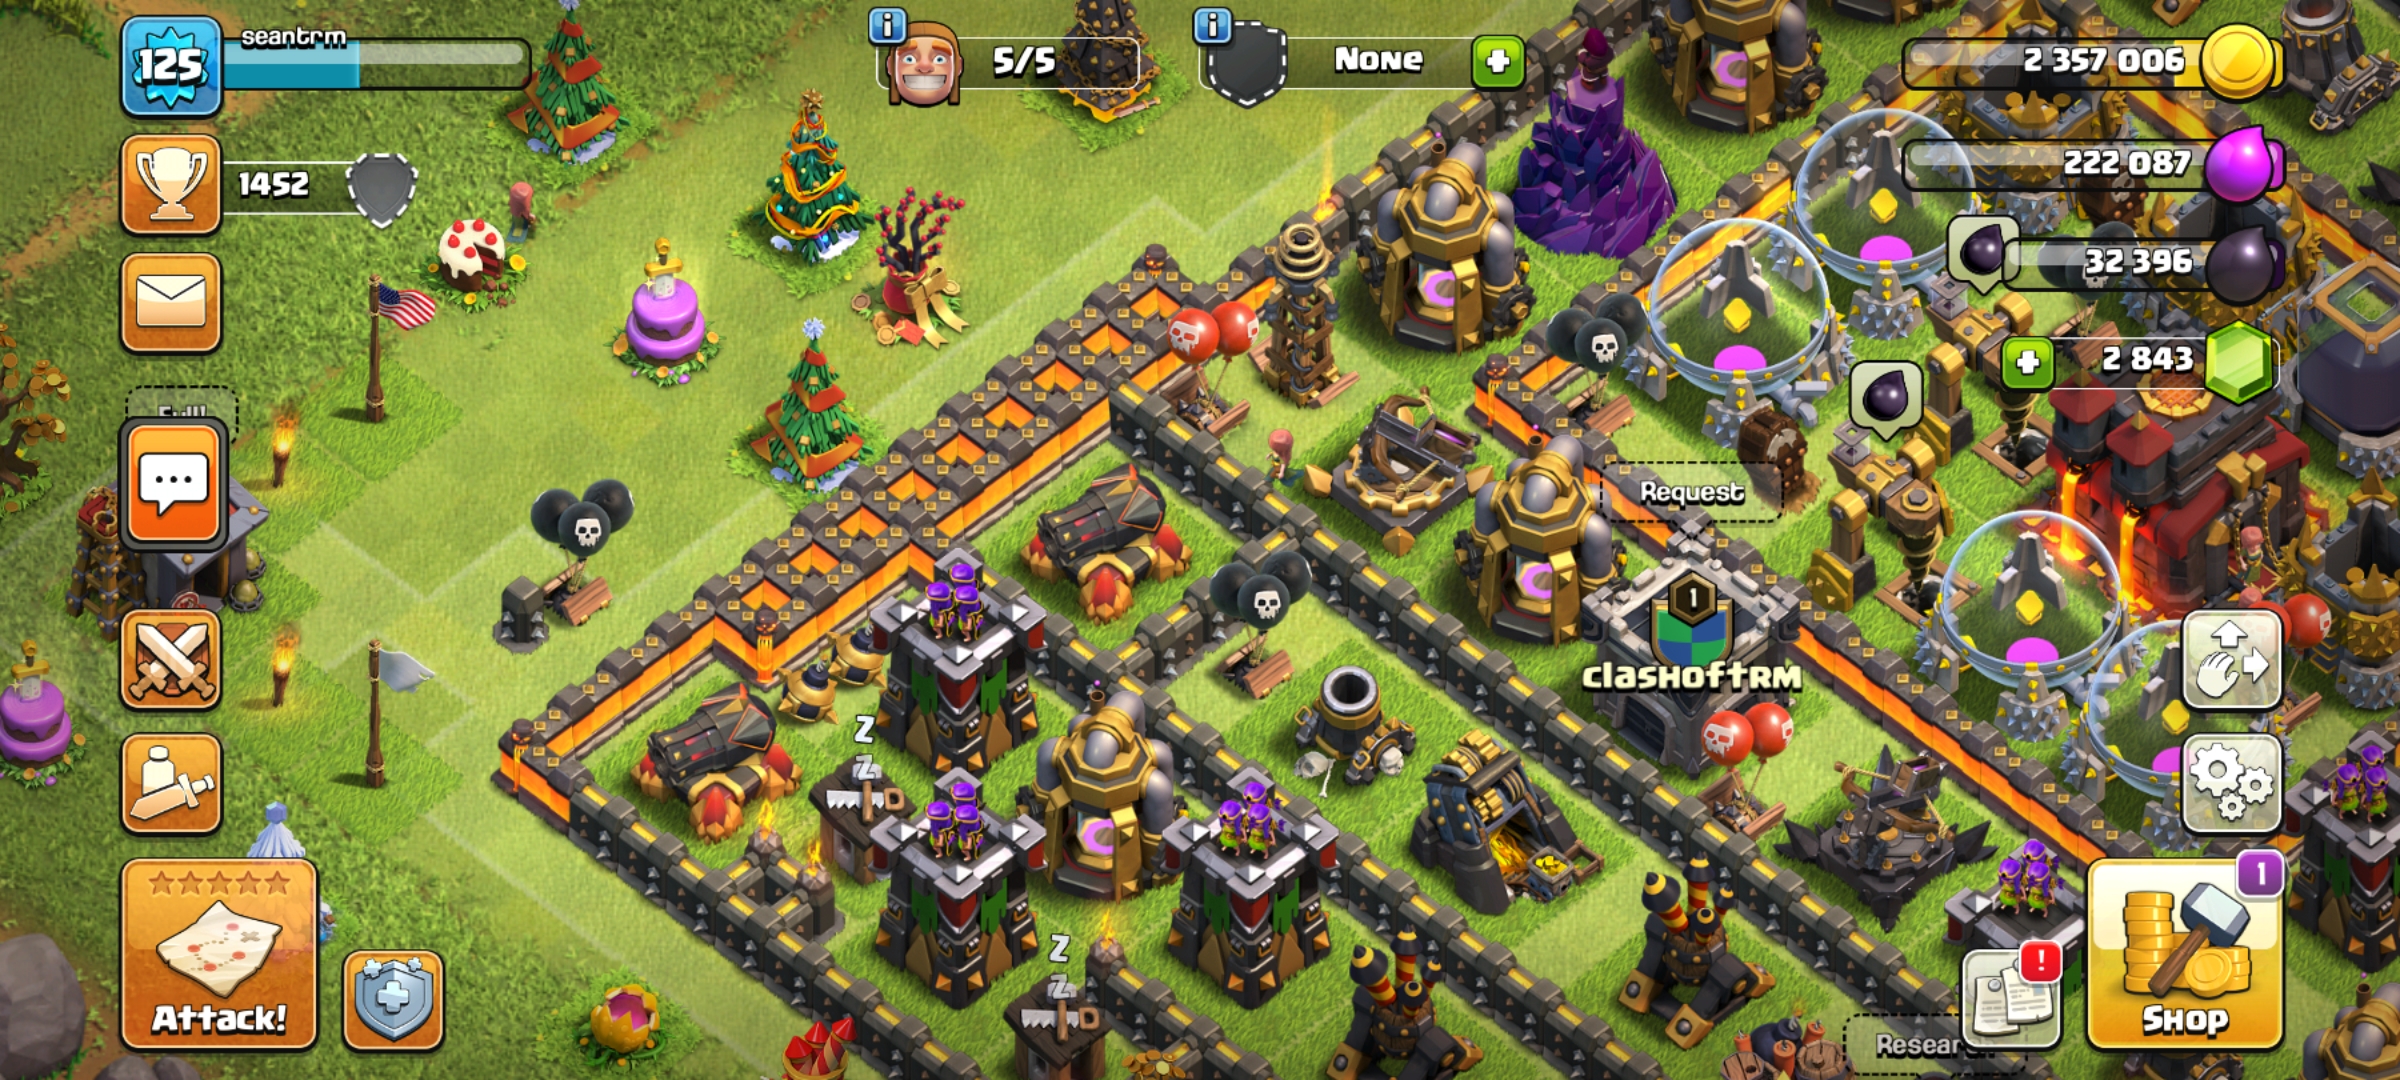 125
seantrm
5/5
None
2 357 006
1452
222 087
32 396
2 843
Full!
Request
1
clashoftrm
Z
Z
Z
Z
Attack!
1
!
Shop